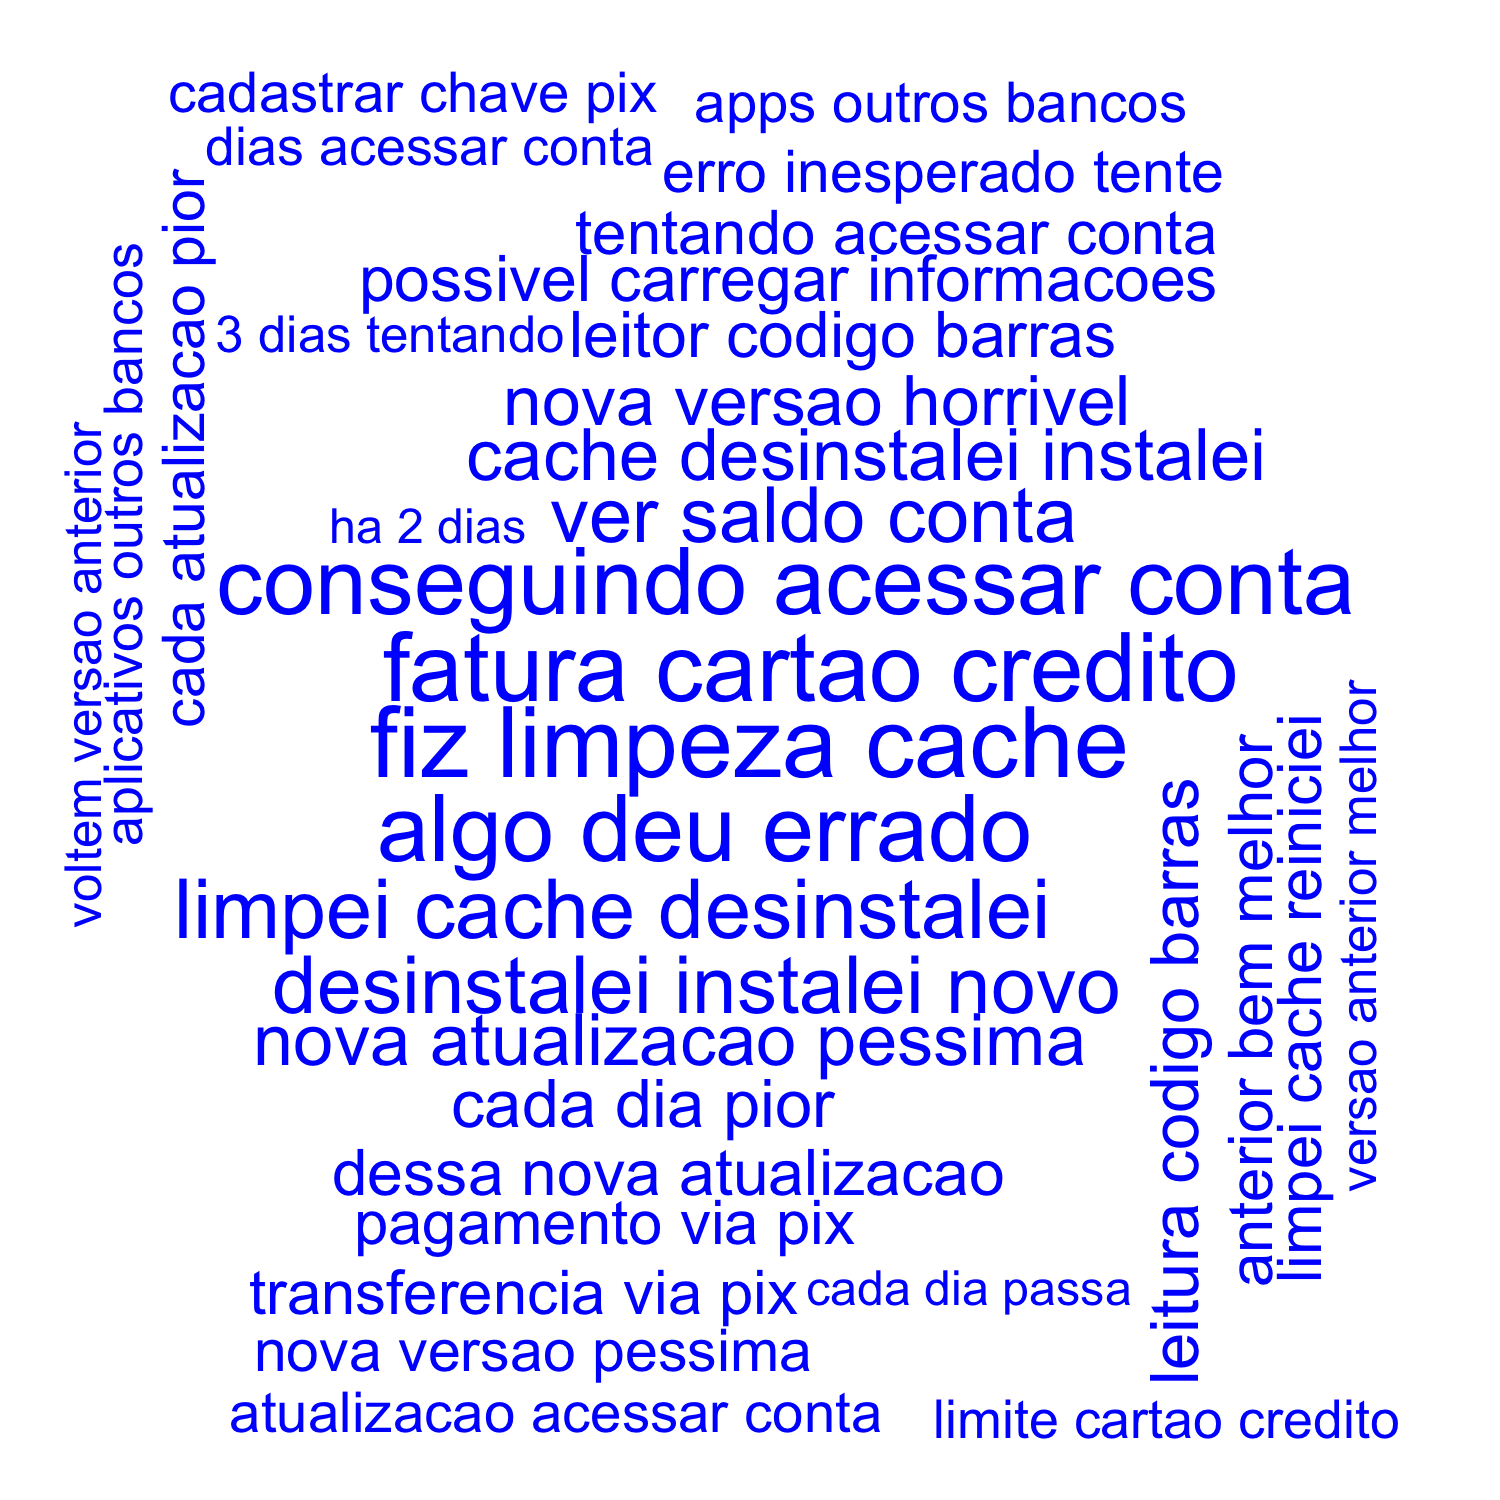 cadastrar chave pix
apps outros bancos
dias acessar conta
erro inesperado tente
tentando acessar conta
possivel carregar informacoes
3 dias tentando
leitor codigo barras
nova versao horrivel
cache desinstalei instalei
ha 2 dias
ver saldo conta
conseguindo acessar conta
fatura cartao credito
fiz limpeza cache
algo deu errado
limpei cache desinstalei
desinstalei instalei novo
nova atualizacao pessima
cada dia pior
dessa nova atualizacao
pagamento via pix
transferencia via pix
cada dia passa
nova versao pessima
atualizacao acessar conta
limite cartao credito
voltem versao anterior
aplicativos outros bancos
cada atualizacao pior
leitura codigo barras
anterior bem melhor
limpei cache reiniciei
versao anterior melhor